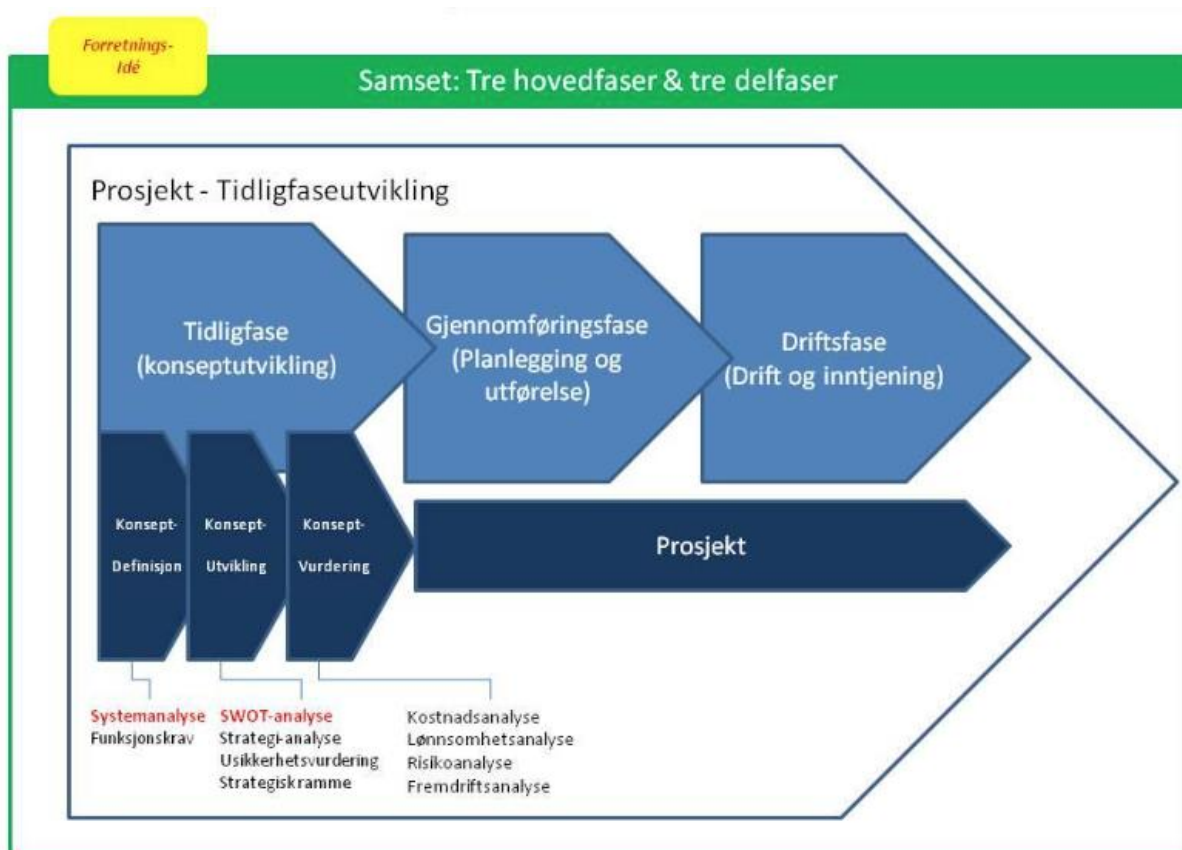 Forretnings-
Idé
Samset: Tre hovedfaser & tre delfaser
Prosjekt - Tidligfaseutvikling
Tidligfase
(konseptutvikling)
Gjennomføringsfase
(Planlegging og
utførelse)
Driftsfase
(Drift og inntjening)
Konsept-
Definisjon
Konsept-
Utvikling
Konsept-
Vurdering
Prosjekt
Systemanalyse
Funksjonskrav
SWOT-analyse
Strategi-analyse
Usikkerhetsvurdering
Strategiskramme
Kostnadsanalyse
Lønnsomhetsanalyse
Risikoanalyse
Fremdriftsanalyse